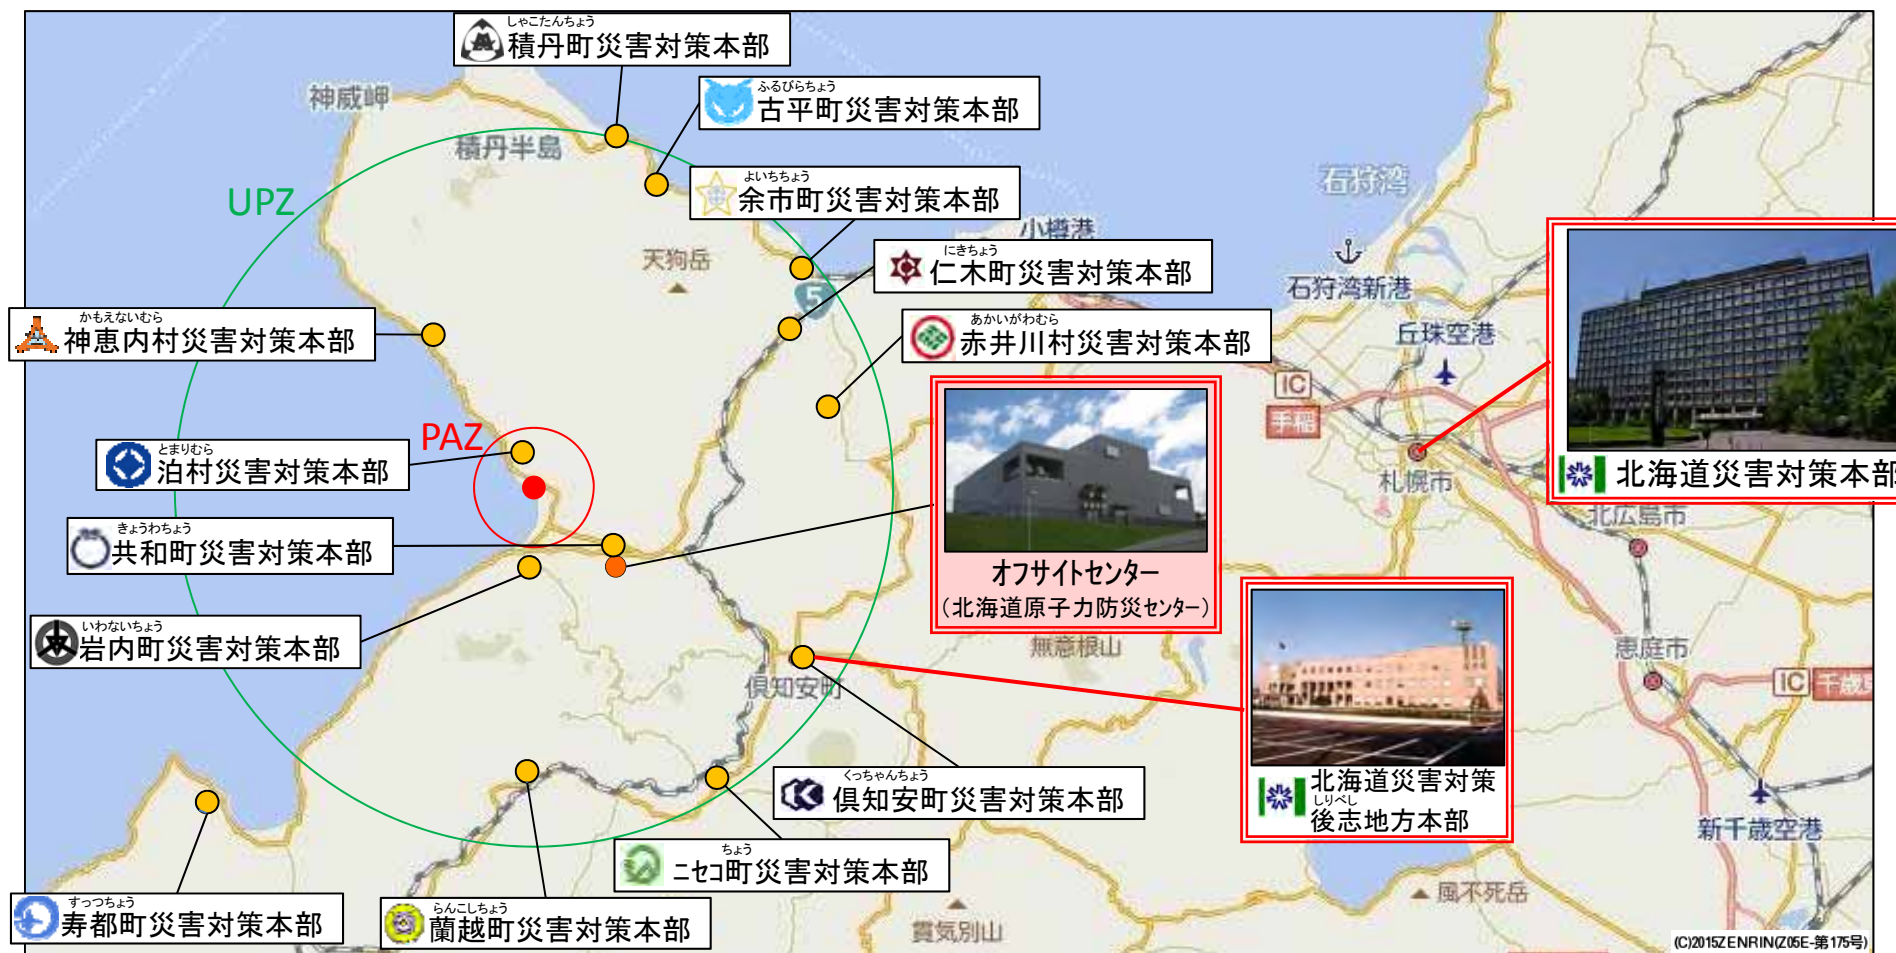 しゃこたんちょう
積丹町災害対策本部
ふるびらちょう
古平町災害対策本部
神威岬
積丹半島
UPZ
よいちちょう
余市町災害対策本部
石狩湾
小樽港
にきちょう
仁木町災害対策本部
天狗岳
5
石狩湾新港
かもえないむら
神恵内村災害対策本部
あかいがわむら
赤井川村災害対策本部
丘珠空港
IC
手稲
PAZ
とまりむら
泊村災害対策本部
札幌市
北海道災害対策本部
北広島市
きょうわちょう
共和町災害対策本部
オフサイトセンター
（北海道原子力防災センター）
いわないちょう
岩内町災害対策本部
無意根山
恵庭市
倶知安町
IC
千歳
くっちゃんちょう
倶知安町災害対策本部
北海道災害対策
しりべし
後志地方本部
新千歳空港
ちょう
ニセコ町災害対策本部
すっつちょう
寿都町災害対策本部
らんこしちょう
蘭越町災害対策本部
貫気別山
風不死岳
(C)2015ZENRIN(Z05E-第175号)